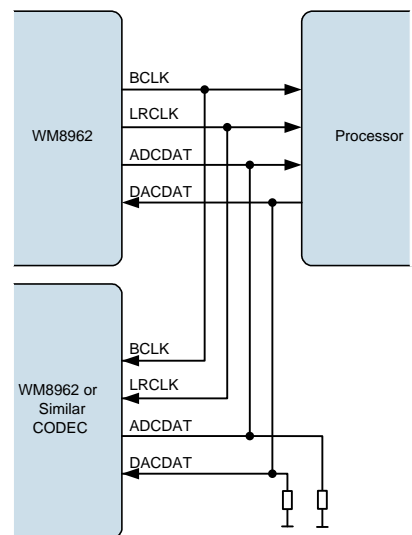 BCLK
LRCLK
WM8962
Processor
ADCDAT
DACDAT
BCLK
LRCLK
WM8962 or
Similar
CODEC
ADCDAT
DACDAT